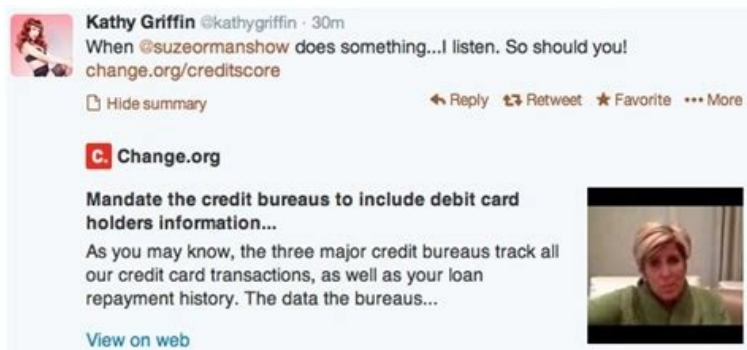 Kathy Griffin @kathygriffin · 30m
When @suzeormanshow does something...I listen. So should you!
change.org/creditscore
Hide summary
Reply Retweet Favorite ••• More
C. Change.org
Mandate the credit bureaus to include debit card
holders information...
As you may know, the three major credit bureaus track all
our credit card transactions, as well as your loan
repayment history. The data the bureaus...
View on web